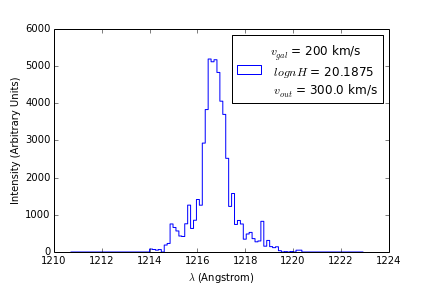 6000
5000
4000
3000
2000
1000
0
Intensity (Arbitrary Units)
v_gal = 200 km/s
lognH = 20.1875
v_out = 300.0 km/s
1210 1212 1214 1216 1218 1220 1222 1224
λ (Angstrom)